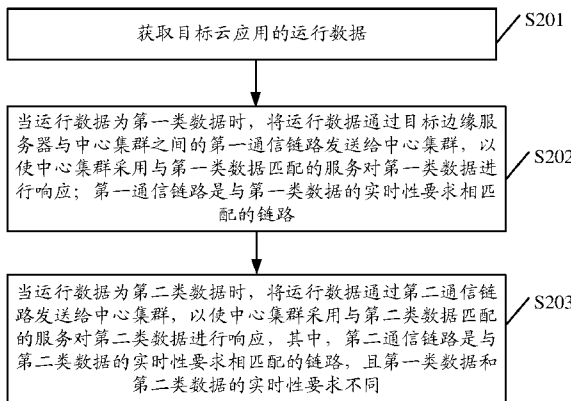 获取目标云应用的运行数据
S201
当运行数据为第一类数据时，将运行数据通过目标边缘服
务器与中心集群之间的第一通信链路发送给中心集群，以
使中心集群采用与第一类数据匹配的服务对第一类数据进
行响应；第一通信链路是与第一类数据的实时性要求相匹
配的链路
S202
当运行数据为第二类数据时，将运行数据通过第二通信链
路发送给中心集群，以使中心集群采用与第二类数据匹配
的服务对第二类数据进行响应，其中，第二通信链路是与
第二类数据的实时性要求相匹配的链路，且第一类数据和
第二类数据的实时性要求不同
S203